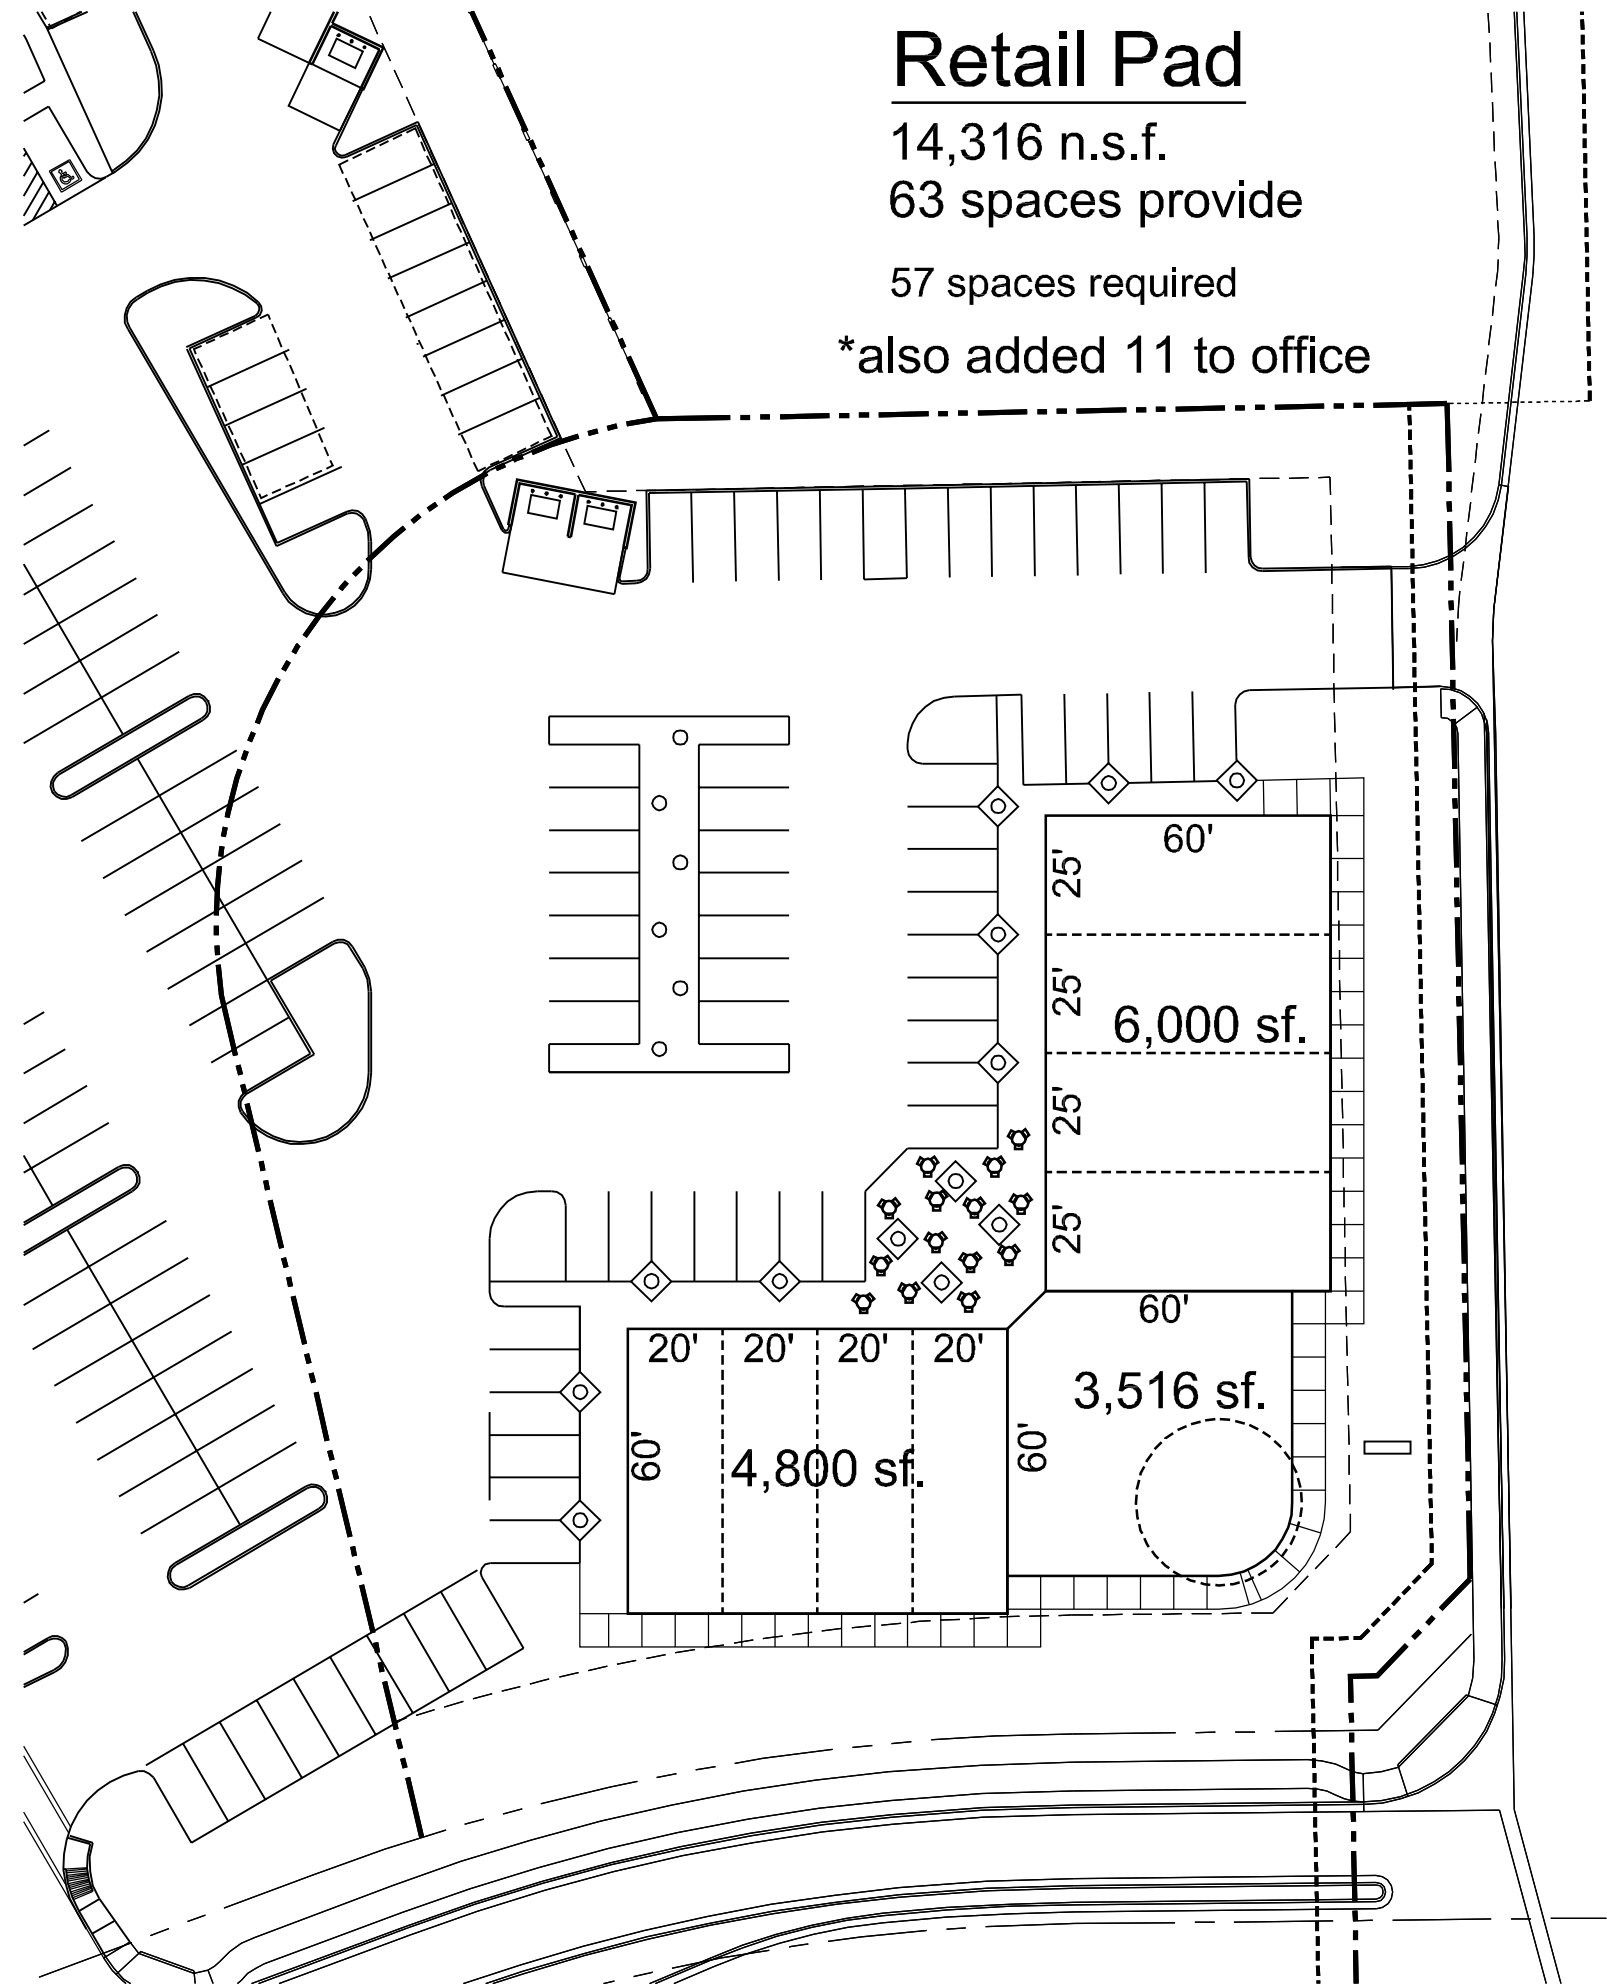 Retail Pad
14,316 n.s.f.
63 spaces provide
57 spaces required
*also added 11 to office
60'
25'
25'
6,000 sf.
25'
25'
60'
20' 20' 20' 20'
3,516 sf.
60'
4,800 sf.
60'